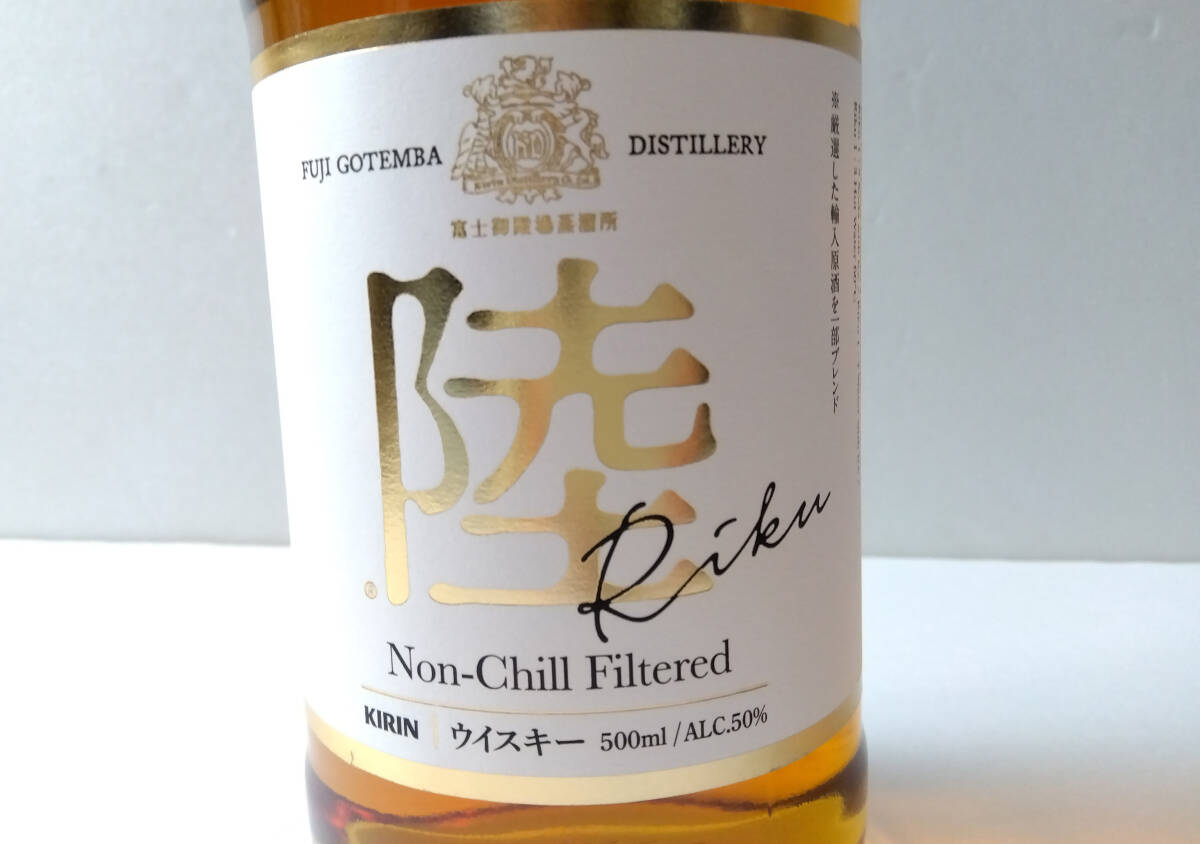 FUJI GOTEMBA DISTILLERY
富士御殿場蒸溜所
陸
Riku
®
Non-Chill Filtered
KIRIN ウイスキー 500ml / ALC.50%
※厳選した輸入原酒を一部ブレンド